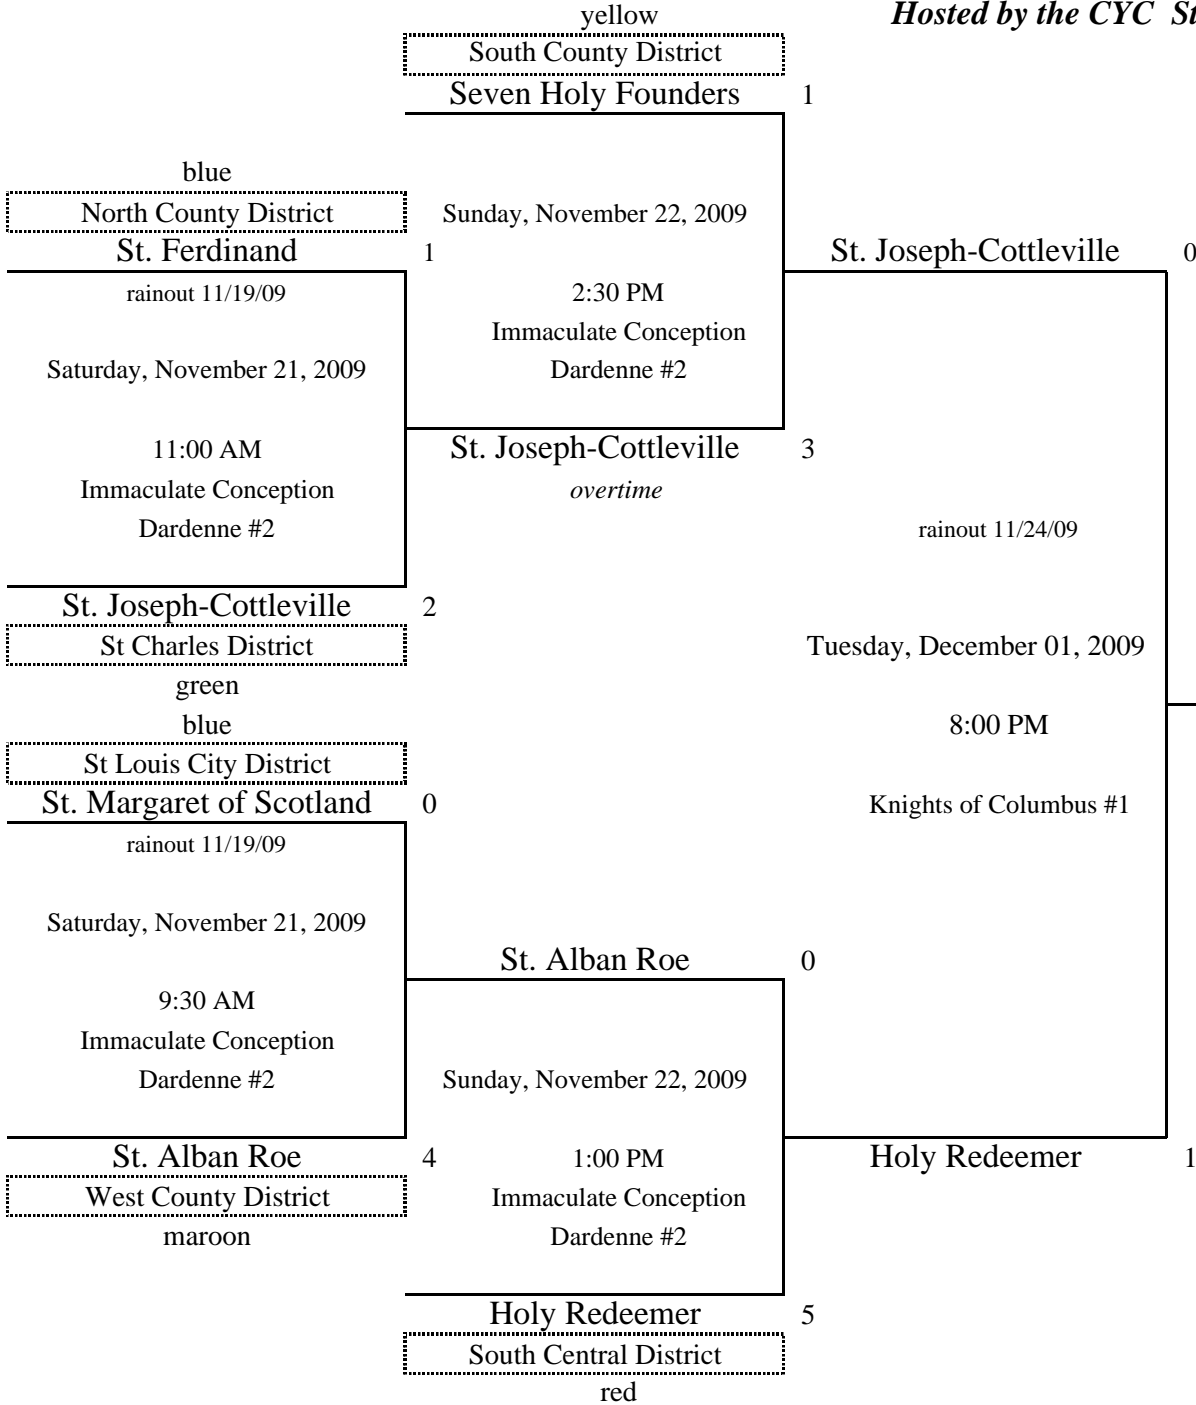 yellow
Hosted by the CYC St
South County District
Seven Holy Founders 1
blue
North County District
Sunday, November 22, 2009
St. Ferdinand 1
St. Joseph-Cottleville 0
rainout 11/19/09
2:30 PM
Immaculate Conception
Saturday, November 21, 2009
Dardenne #2
11:00 AM
St. Joseph-Cottleville 3
Immaculate Conception
overtime
Dardenne #2
rainout 11/24/09
St. Joseph-Cottleville 2
St Charles District
Tuesday, December 01, 2009
green
blue
8:00 PM
St Louis City District
St. Margaret of Scotland 0
Knights of Columbus #1
rainout 11/19/09
Saturday, November 21, 2009
St. Alban Roe 0
9:30 AM
Immaculate Conception
Dardenne #2
Sunday, November 22, 2009
St. Alban Roe 4
1:00 PM
Holy Redeemer 1
West County District
Immaculate Conception
maroon
Dardenne #2
Holy Redeemer 5
South Central District
red